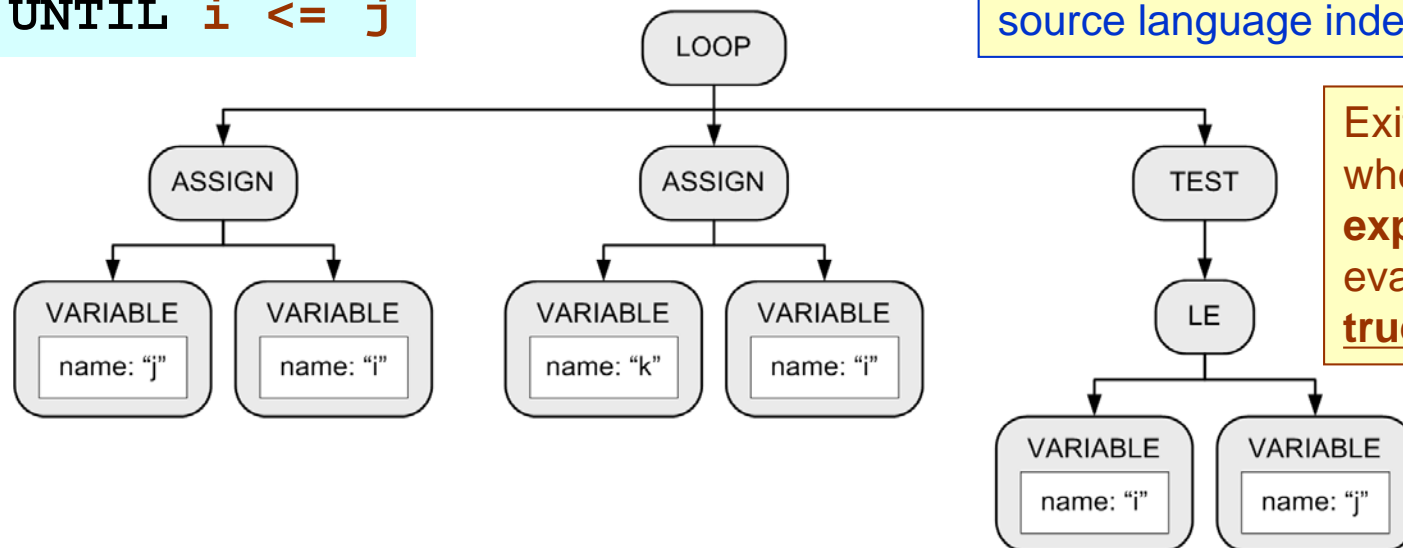 UNTIL i <= j
source language inde
LOOP
Exi
whe
exp
eva
true
ASSIGN
ASSIGN
TEST
VARIABLE
name: “j”
VARIABLE
name: “i”
VARIABLE
name: “k”
VARIABLE
name: “i”
LE
VARIABLE
name: “i”
VARIABLE
name: “j”